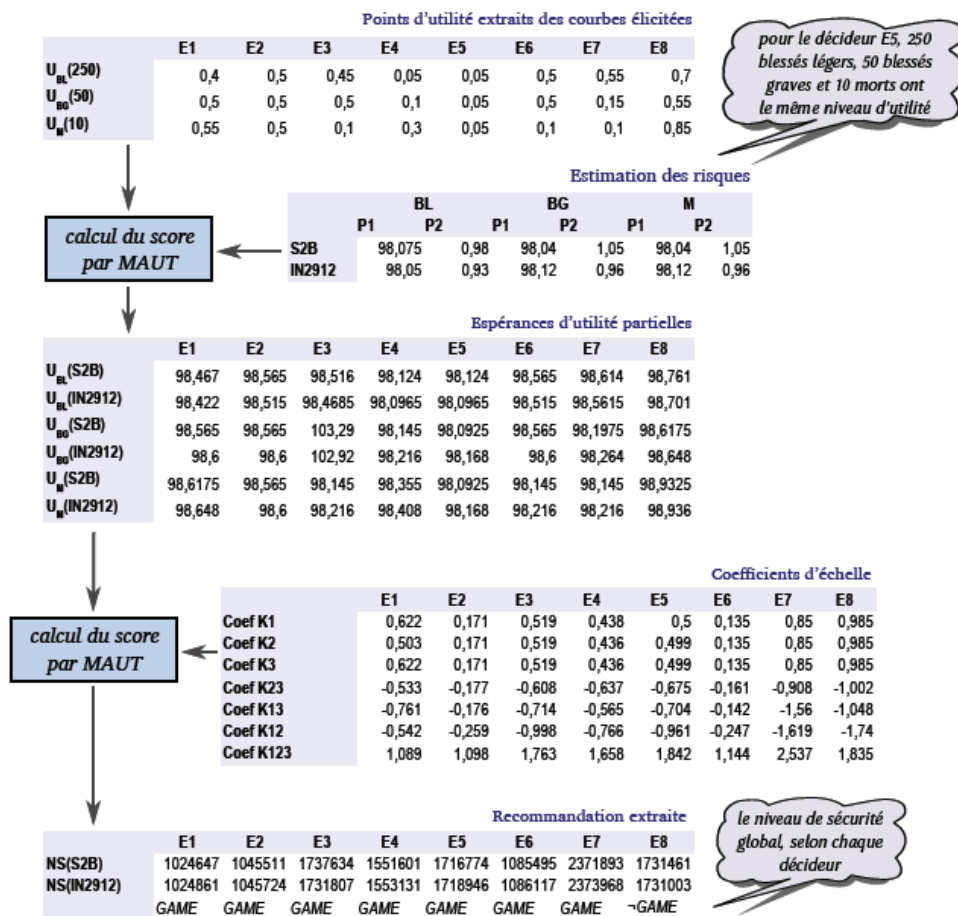 Points d'utilité extraits des courbes élicitées
E1 E2 E3 E4 E5 E6 E7 E8
U_BL(250) 0,4 0,5 0,45 0,05 0,05 0,5 0,55 0,7
U_BG(50) 0,5 0,5 0,5 0,1 0,05 0,5 0,15 0,55
U_M(10) 0,55 0,5 0,1 0,3 0,05 0,1 0,1 0,85
pour le décideur E5, 250
blessés légers, 50 blessés
graves et 10 morts ont
le même niveau d'utilité
Estimation des risques
BL BG M
P1 P2 P1 P2 P1 P2
S2B 98,075 0,98 98,04 1,05 98,04 1,05
IN2912 98,05 0,93 98,12 0,96 98,12 0,96
calcul du score
par MAUT
Espérances d'utilité partielles
E1 E2 E3 E4 E5 E6 E7 E8
U_BL(S2B) 98,467 98,565 98,516 98,124 98,124 98,565 98,614 98,761
U_BL(IN2912) 98,422 98,515 98,4685 98,0965 98,0965 98,515 98,5615 98,701
U_BG(S2B) 98,565 98,565 103,29 98,145 98,0925 98,565 98,1975 98,6175
U_BG(IN2912) 98,6 98,6 102,92 98,216 98,168 98,6 98,264 98,648
U_M(S2B) 98,6175 98,565 98,145 98,355 98,0925 98,145 98,145 98,9325
U_M(IN2912) 98,648 98,6 98,216 98,408 98,168 98,216 98,216 98,936
Coefficients d'échelle
E1 E2 E3 E4 E5 E6 E7 E8
Coef K1 0,622 0,171 0,519 0,438 0,5 0,135 0,85 0,985
Coef K2 0,503 0,171 0,519 0,436 0,499 0,135 0,85 0,985
Coef K3 0,622 0,171 0,519 0,436 0,499 0,135 0,85 0,985
Coef K23 -0,533 -0,177 -0,608 -0,637 -0,675 -0,161 -0,908 -1,002
Coef K13 -0,761 -0,176 -0,714 -0,565 -0,704 -0,142 -1,56 -1,048
Coef K12 -0,542 -0,259 -0,998 -0,766 -0,961 -0,247 -1,619 -1,74
Coef K123 1,089 1,098 1,763 1,658 1,842 1,144 2,537 1,835
calcul du score
par MAUT
Recommandation extraite
E1 E2 E3 E4 E5 E6 E7 E8
NS(S2B) 1024647 1045511 1737634 1551601 1716774 1085495 2371893 1731461
NS(IN2912) 1024861 1045724 1731807 1553131 1718946 1086117 2373968 1731003
GAME GAME GAME GAME GAME GAME GAME ¬GAME
le niveau de sécurité
global, selon chaque
décideur